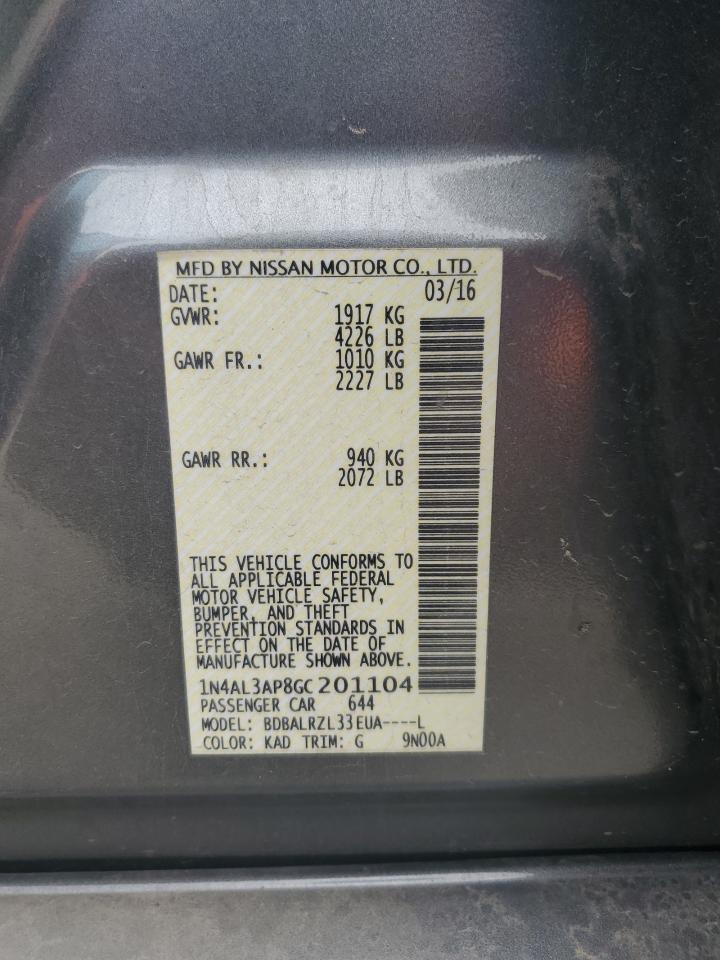 MFD BY NISSAN MOTOR CO., LTD.
DATE: 03/16
GVWR: 1917 KG
4226 LB
GAWR FR.: 1010 KG
2227 LB
GAWR RR.: 940 KG
2072 LB
THIS VEHICLE CONFORMS TO
ALL APPLICABLE FEDERAL
MOTOR VEHICLE SAFETY,
BUMPER, AND THEFT
PREVENTION STANDARDS IN
EFFECT ON THE DATE OF
MANUFACTURE SHOWN ABOVE.
1N4AL3AP8GC201104
PASSENGER CAR 644
MODEL: BDBALRZL33EUA----L
COLOR: KAD TRIM: G 9N00A